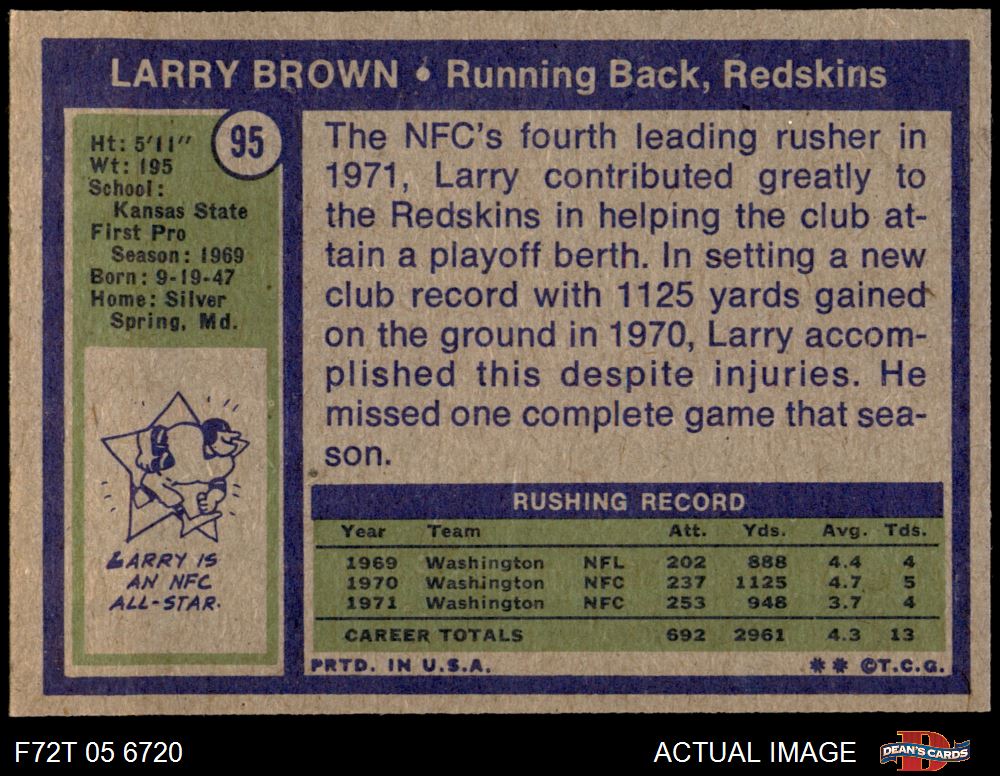 LARRY BROWN • Running Back, Redskins
95
Ht: 5'11"
Wt: 195
School:
Kansas State
First Pro
Season: 1969
Born: 9-19-47
Home: Silver
Spring, Md.
LARRY IS
AN NFC
ALL-STAR.
The NFC's fourth leading rusher in
1971, Larry contributed greatly to
the Redskins in helping the club at-
tain a playoff berth. In setting a new
club record with 1125 yards gained
on the ground in 1970, Larry accom-
plished this despite injuries. He
missed one complete game that sea-
son.
RUSHING RECORD
Year Team Att. Yds. Avg. Tds.
1969 Washington NFL 202 888 4.4 4
1970 Washington NFC 237 1125 4.7 5
1971 Washington NFC 253 948 3.7 4
CAREER TOTALS 692 2961 4.3 13
PRTD. IN U.S.A. ** ©T.C.G.
F72T 05 6720 ACTUAL IMAGE D DEAN'S CARDS